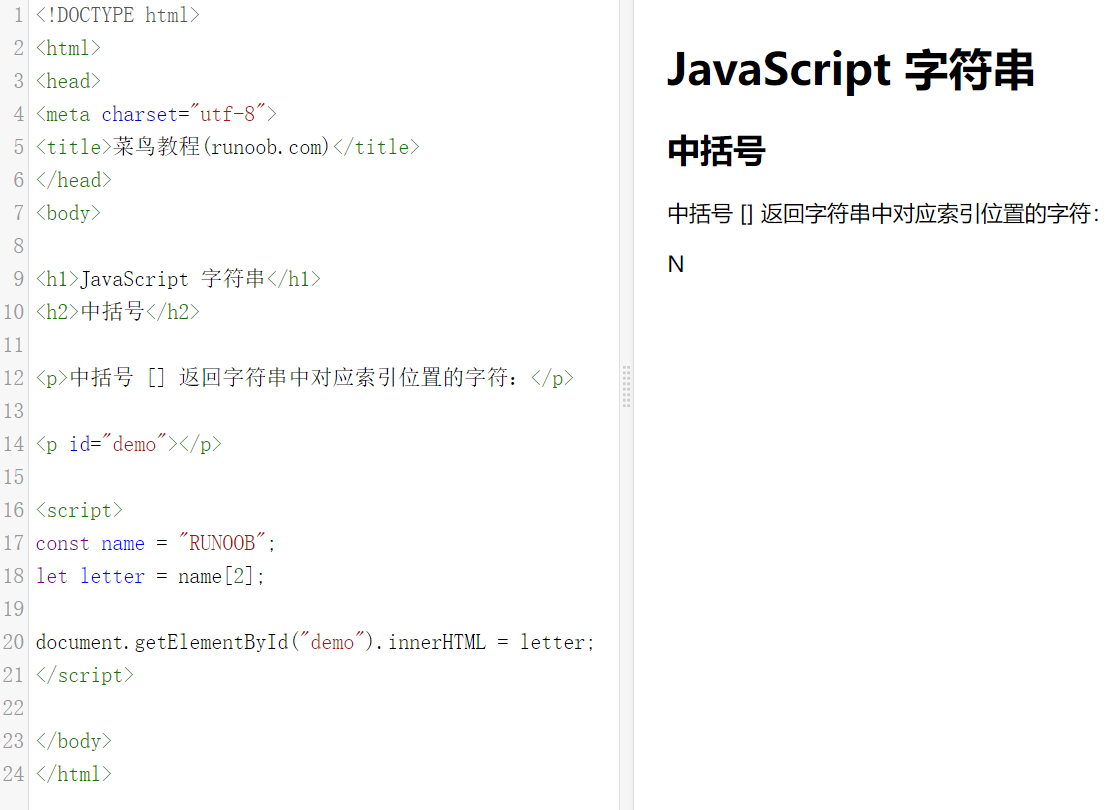 1 <!DOCTYPE html>
2 <html>
3 <head>
4 <meta charset="utf-8">
5 <title>菜鸟教程(runoob.com)</title>
6 </head>
7 <body>
8
9 <h1>JavaScript 字符串</h1>
10 <h2>中括号</h2>
11
12 <p>中括号 [] 返回字符串中对应索引位置的字符：</p>
13
14 <p id="demo"></p>
15
16 <script>
17 const name = "RUNOOB";
18 let letter = name[2];
19
20 document.getElementById("demo").innerHTML = letter;
21 </script>
22
23 </body>
24 </html>
JavaScript 字符串
中括号
中括号 [] 返回字符串中对应索引位置的字符：
N